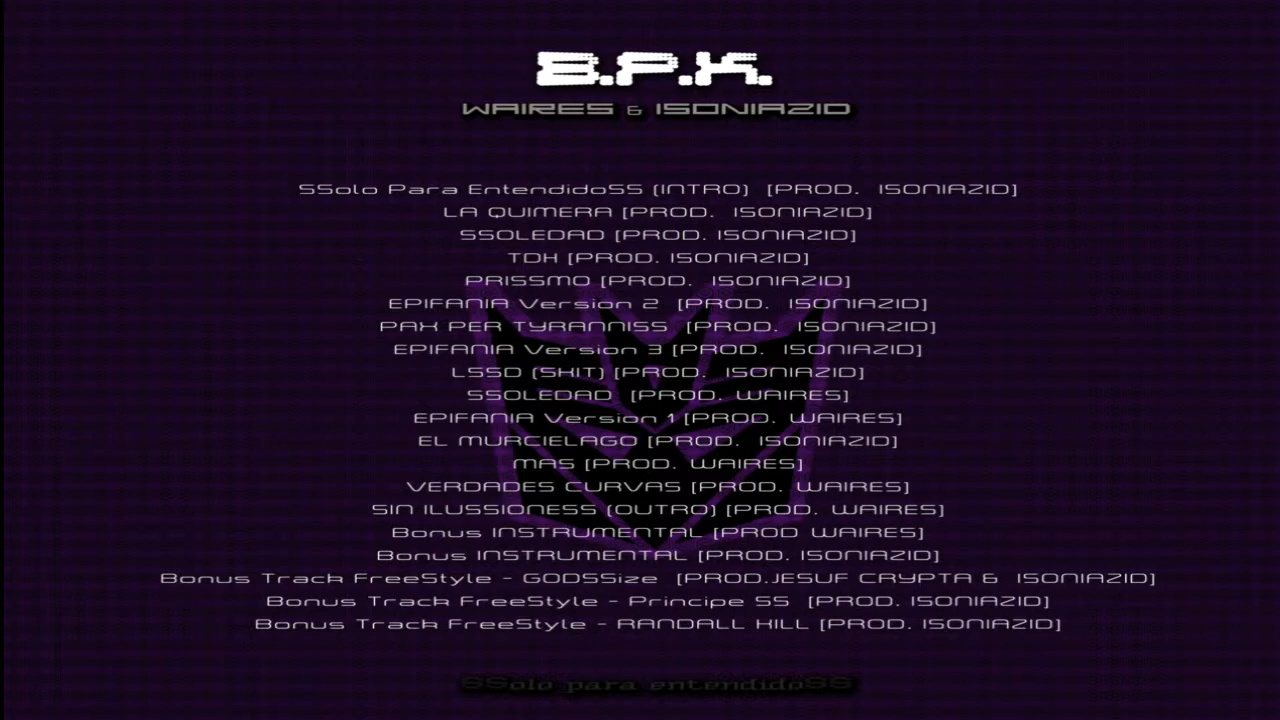 B.P.K.
WAIRES & ISONIAZID
SSolo Para EntendidoSS (INTRO) [PROD. ISONIAZID]
LA QUIMERA [PROD. ISONIAZID]
SSOLEDAD [PROD. ISONIAZID]
TDH [PROD. ISONIAZID]
PRISSMO [PROD. ISONIAZID]
EPIFANIA Version 2 [PROD. ISONIAZID]
PAX PER TYRANNISS [PROD. ISONIAZID]
EPIFANIA Version 3 [PROD. ISONIAZID]
LSSD (SHIT) [PROD. ISONIAZID]
SSOLEDAD [PROD. WAIRES]
EPIFANIA Version 1 [PROD. WAIRES]
EL MURCIELAGO [PROD. ISONIAZID]
MAS [PROD. WAIRES]
VERDADES CURVAS [PROD. WAIRES]
SIN ILUSSIONESS (OUTRO) [PROD. WAIRES]
Bonus INSTRUMENTAL [PROD WAIRES]
Bonus INSTRUMENTAL [PROD. ISONIAZID]
Bonus Track FreeStyle - GODSSize [PROD.JESUF CRYPTA & ISONIAZID]
Bonus Track FreeStyle - Principe SS [PROD. ISONIAZID]
Bonus Track FreeStyle - RANDALL KILL [PROD. ISONIAZID]
SSolo para entendidoSS